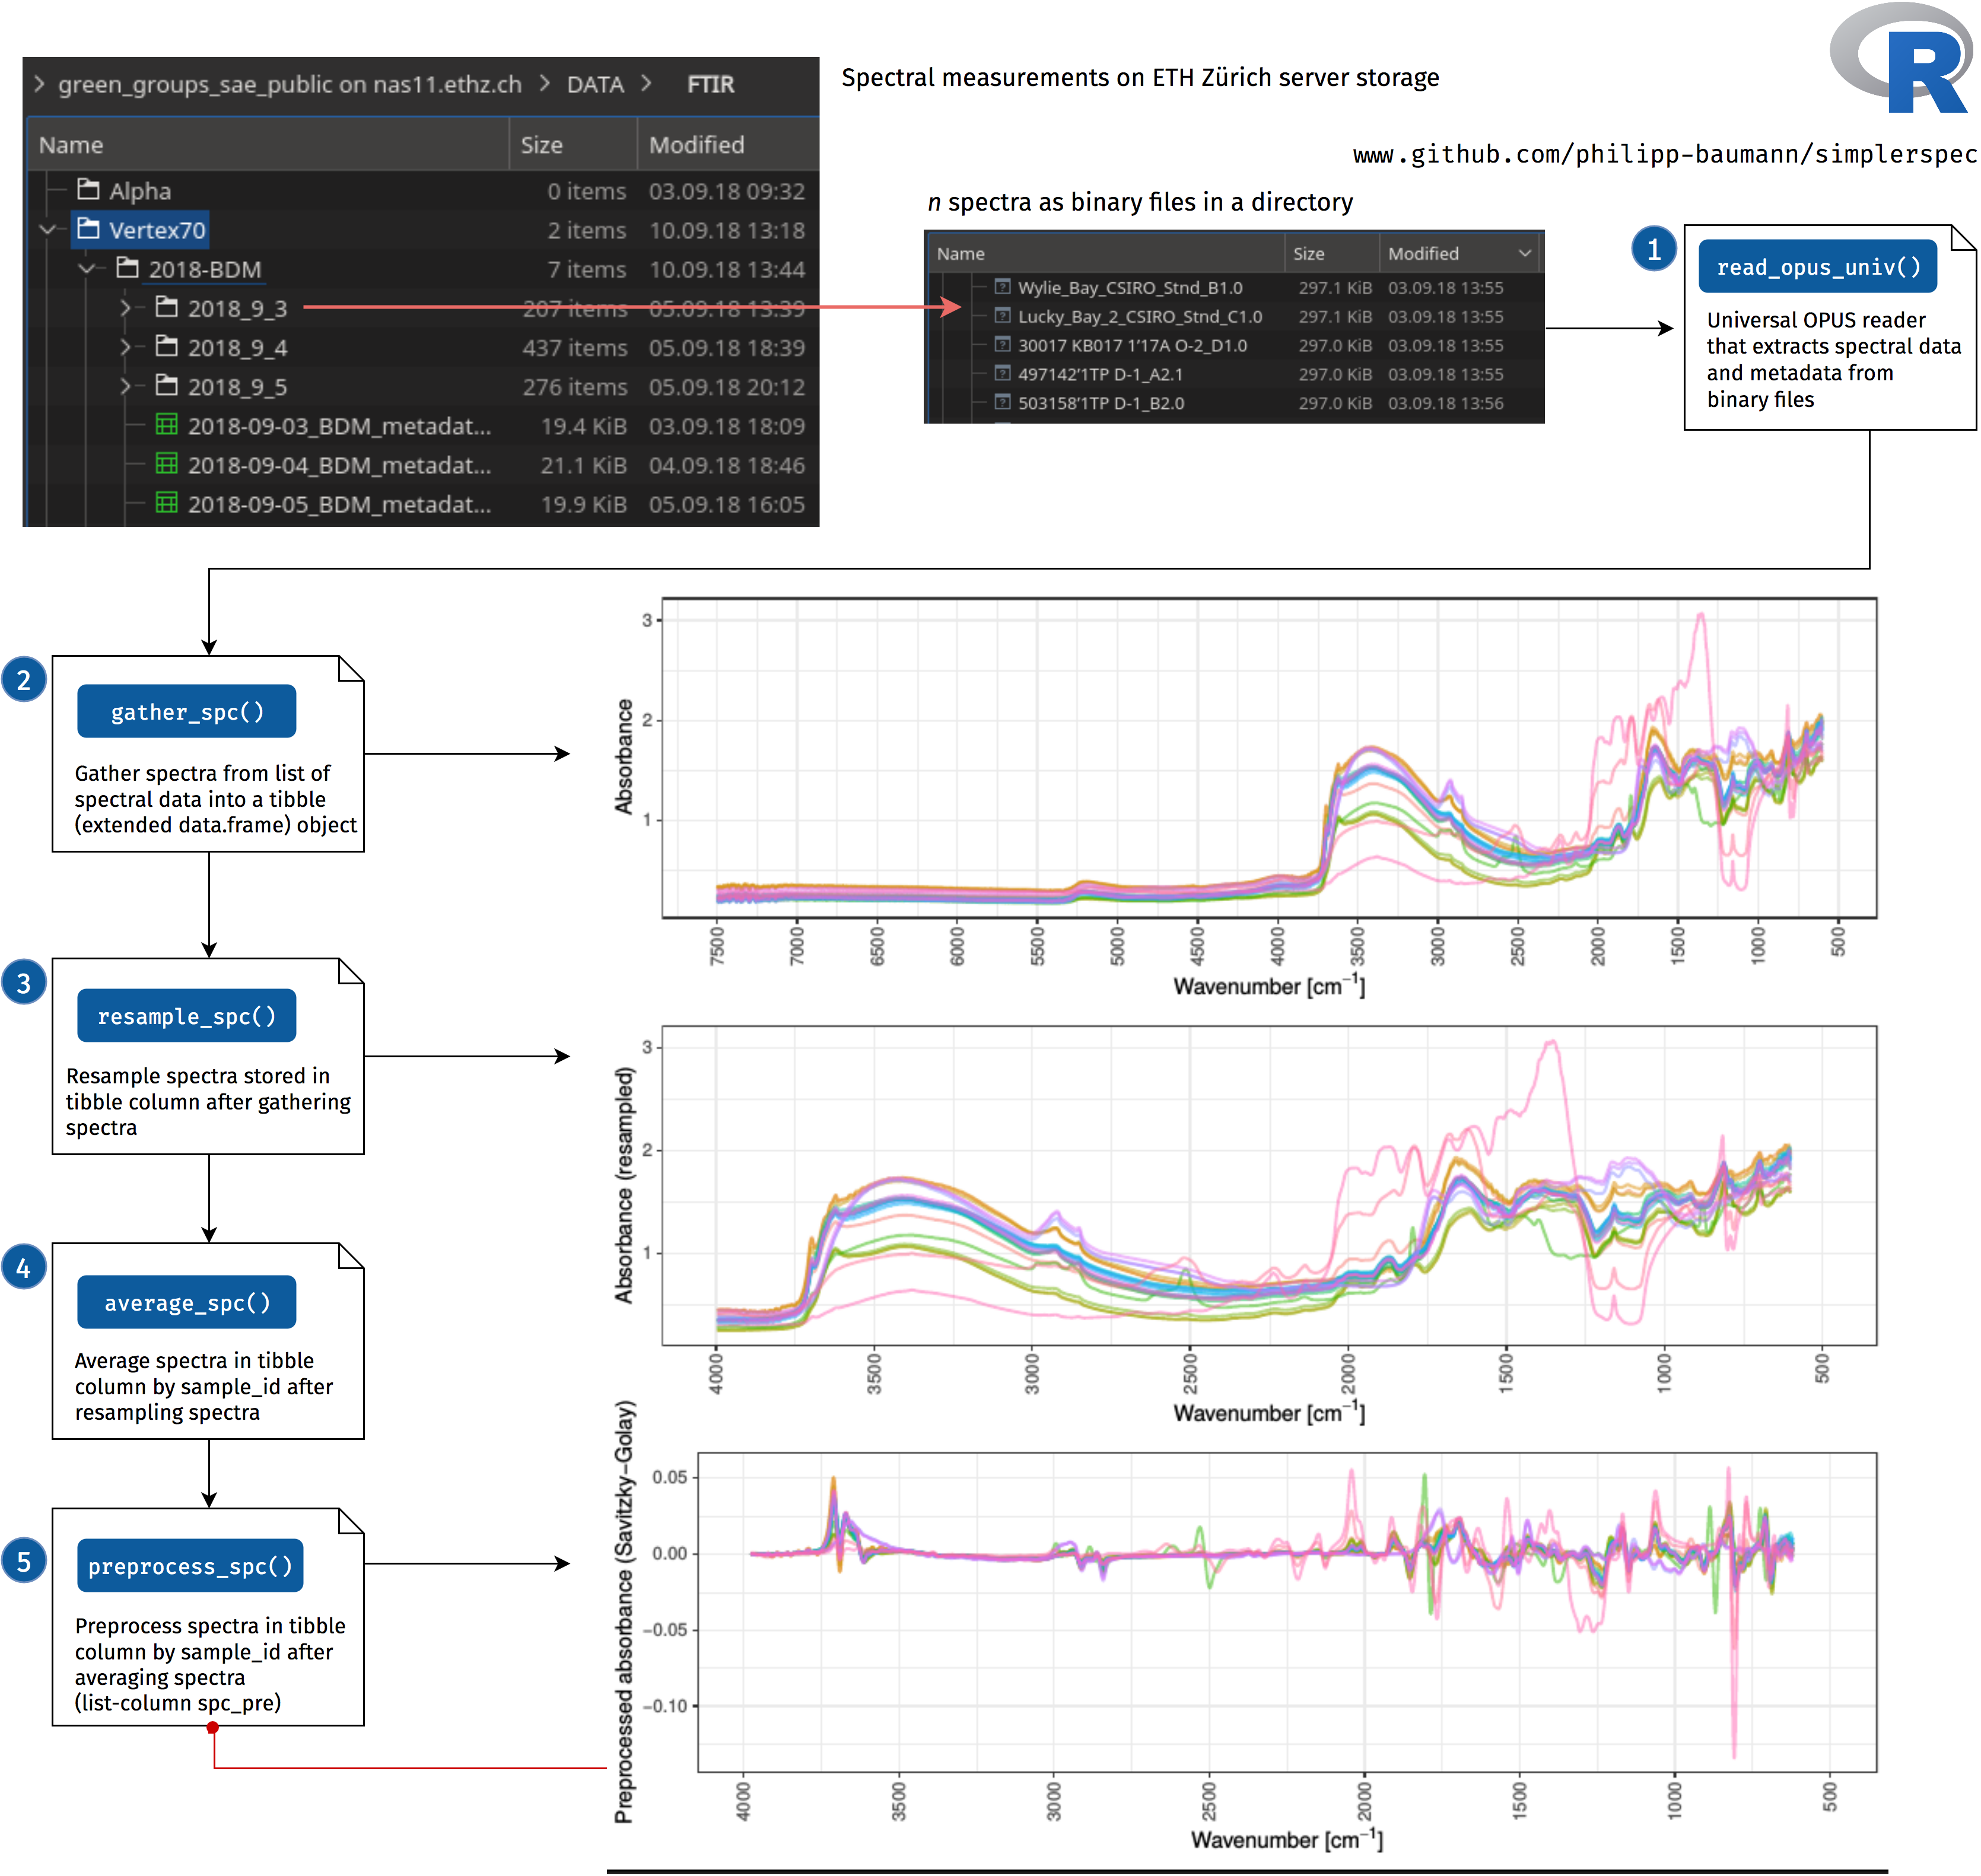 R
green_groups_sae_public on nas11.ethz.ch > DATA > FTIR
Spectral measurements on ETH Zürich server storage
www.github.com/philipp-baumann/simplerspec
Name Size Modified
Alpha 0 items 03.09.18 09:32
Vertex70 2 items 10.09.18 13:18
2018-BDM 7 items 10.09.18 13:44
2018_9_3 207 items 05.09.18 13:39
2018_9_4 437 items 05.09.18 18:39
2018_9_5 276 items 05.09.18 20:12
2018-09-03_BDM_metadat... 19.4 KiB 03.09.18 18:09
2018-09-04_BDM_metadat... 21.1 KiB 04.09.18 18:46
2018-09-05_BDM_metadat... 19.9 KiB 05.09.18 16:05
n spectra as binary files in a directory
Name Size Modified
Wylie_Bay_CSIRO_Stnd_B1.0 297.1 KiB 03.09.18 13:55
Lucky_Bay_2_CSIRO_Stnd_C1.0 297.1 KiB 03.09.18 13:55
30017 KB017 1'17A O-2_D1.0 297.0 KiB 03.09.18 13:55
497142'1TP D-1_A2.1 297.0 KiB 03.09.18 13:55
503158'1TP D-1_B2.0 297.0 KiB 03.09.18 13:56
1
read_opus_univ()
Universal OPUS reader
that extracts spectral data
and metadata from
binary files
2
gather_spc()
Gather spectra from list of
spectral data into a tibble
(extended data.frame) object
Absorbance
3
2
1
7500 7000 6500 6000 5500 5000 4500 4000 3500 3000 2500 2000 1500 1000 500
Wavenumber [cm⁻¹]
3
resample_spc()
Resample spectra stored in
tibble column after gathering
spectra
Absorbance (resampled)
3
2
1
4000 3500 3000 2500 2000 1500 1000 500
Wavenumber [cm⁻¹]
4
average_spc()
Average spectra in tibble
column by sample_id after
resampling spectra
5
preprocess_spc()
Preprocess spectra in tibble
column by sample_id after
averaging spectra
(list-column spc_pre)
Preprocessed absorbance (Savitzky−Golay)
0.05
0.00
−0.05
−0.10
4000 3500 3000 2500 2000 1500 1000 500
Wavenumber [cm⁻¹]